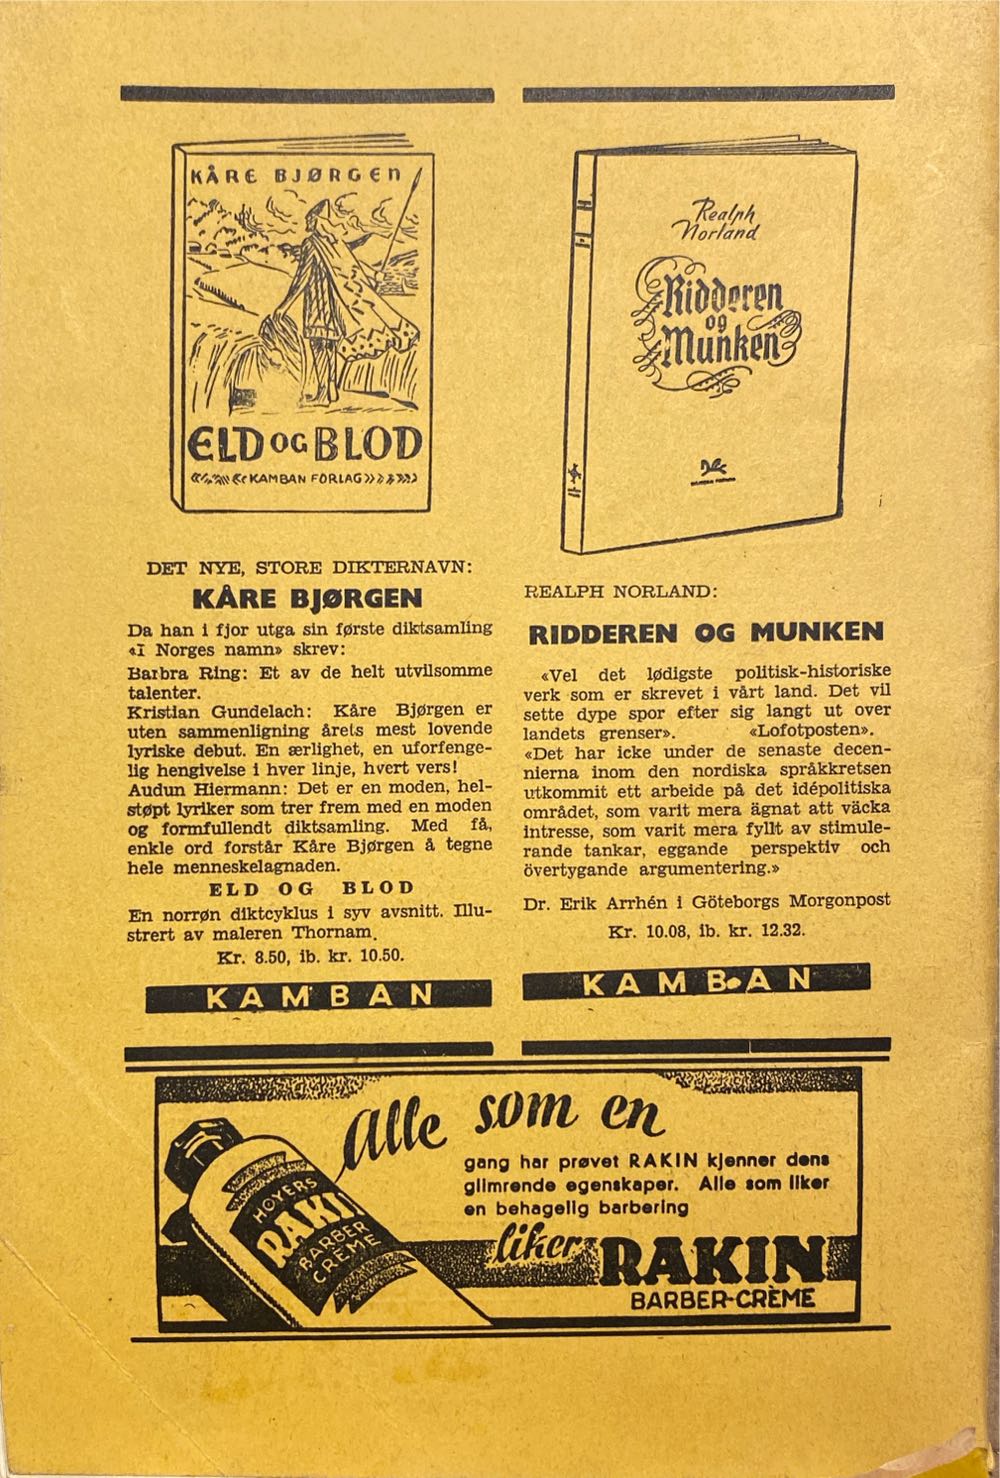 KÅRE BJØRGEN
ELD OG BLOD
KAMBAN FORLAG
DET NYE, STORE DIKTERNAVN:
KÅRE BJØRGEN
Da han i fjor utga sin første diktsamling
«I Norges namn» skrev:
Barbra Ring: Et av de helt utvilsomme
talenter.
Kristian Gundelach: Kåre Bjørgen er
uten sammenligning årets mest lovende
lyriske debut. En ærlighet, en uforfenge-
lig hengivelse i hver linje, hvert vers!
Audun Hiermann: Det er en moden, hel-
støpt lyriker som trer frem med en moden
og formfullendt diktsamling. Med få,
enkle ord forstår Kåre Bjørgen å tegne
hele menneskelagnaden.
ELD OG BLOD
En norrøn diktcyklus i syv avsnitt. Illu-
strert av maleren Thornam.
Kr. 8.50, ib. kr. 10.50.
KAMBAN
Realph
Norland
Ridderen
og
Munken
REALPH NORLAND:
RIDDEREN OG MUNKEN
«Vel det lødigste politisk-historiske
verk som er skrevet i vårt land. Det vil
sette dype spor efter sig langt ut over
landets grenser». «Lofotposten».
«Det har icke under de senaste decen-
nierna inom den nordiska språkkretsen
utkommit ett arbeide på det idépolitiska
området, som varit mera ägnat att väcka
intresse, som varit mera fyllt av stimule-
rande tankar, eggande perspektiv och
övertygande argumentering.»
Dr. Erik Arrhén i Göteborgs Morgonpost
Kr. 10.08, ib. kr. 12.32.
KAMBAN
Alle som en
gang har prøvet RAKIN kjenner dens
glimrende egenskaper. Alle som liker
en behagelig barbering
liker RAKIN
BARBER-CRÈME
HØYERS
RAKIN
BARBER
CRÈME